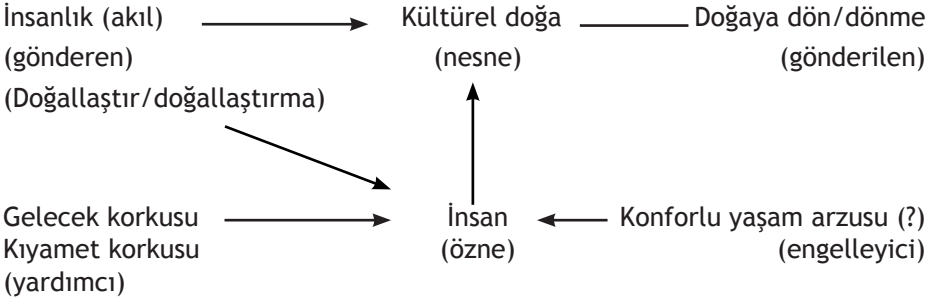 İnsanlık (akıl) Kültürel doğa Doğaya dön/dönme
(gönderen) (nesne) (gönderilen)
(Doğallaştır/doğallaştırma)
Gelecek korkusu İnsan Konforlu yaşam arzusu (?)
Kıyamet korkusu (özne) (engelleyici)
(yardımcı)